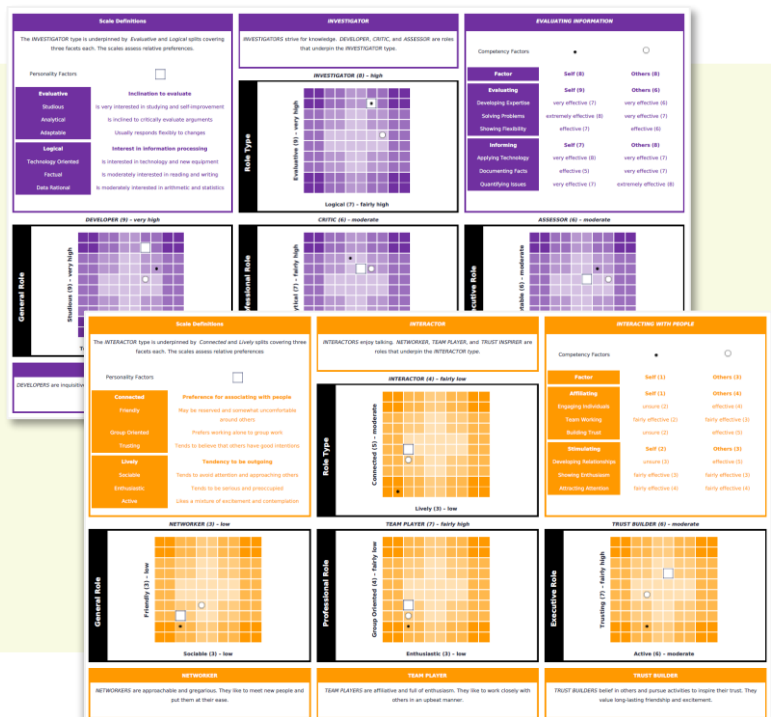 Scale Definitions
The INVESTIGATOR type is underpinned by Evaluative and Logical splits covering
three facets each. The scales assess relative preferences.
Personality Factors
Evaluative Inclination to evaluate
Studious Is very interested in studying and self-improvement
Analytical Is inclined to critically evaluate arguments
Adaptable Usually responds flexibly to changes
Logical Interest in information processing
Technology Oriented Is interested in technology and new equipment
Factual Is moderately interested in reading and writing
Data Rational Is moderately interested in arithmetic and statistics
INVESTIGATOR
INVESTIGATORS strive for knowledge. DEVELOPER, CRITIC, and ASSESSOR are roles
that underpin the INVESTIGATOR type.
INVESTIGATOR (8) – high
Role Type
Evaluative (9) – very high
Logical (7) – fairly high
EVALUATING INFORMATION
Competency Factors
Factor Self (8) Others (8)
Evaluating Self (9) Others (6)
Developing Expertise very effective (7) very effective (6)
Solving Problems extremely effective (8) very effective (7)
Showing Flexibility effective (7) effective (6)
Informing Self (7) Others (8)
Applying Technology very effective (8) very effective (7)
Documenting Facts effective (5) very effective (7)
Quantifying Issues very effective (7) extremely effective (8)
DEVELOPER (9) – very high
General Role
Studious (9) – very high
CRITIC (6) – moderate
ASSESSOR (6) – moderate
DEVELOPERS are inquisitive
Scale Definitions
The INTERACTOR type is underpinned by Connected and Lively splits covering three
facets each. The scales assess relative preferences
Personality Factors
Connected Preference for associating with people
Friendly May be reserved and somewhat uncomfortable
around others
Group Oriented Prefers working alone to group work
Trusting Tends to believe that others have good intentions
Lively Tendency to be outgoing
Sociable Tends to avoid attention and approaching others
Enthusiastic Tends to be serious and preoccupied
Active Likes a mixture of excitement and contemplation
INTERACTOR
INTERACTORS enjoy talking. NETWORKER, TEAM PLAYER, and TRUST INSPIRER are
roles that underpin the INTERACTOR type.
INTERACTOR (4) – fairly low
Role Type
Connected (5) – moderate
Lively (3) – low
INTERACTING WITH PEOPLE
Competency Factors
Factor Self (1) Others (3)
Affiliating Self (1) Others (4)
Engaging Individuals unsure (2) effective (4)
Team Working fairly effective (2) fairly effective (3)
Building Trust unsure (2) effective (5)
Stimulating Self (2) Others (3)
Developing Relationships unsure (3) effective (5)
Showing Enthusiasm fairly effective (3) fairly effective (3)
Attracting Attention fairly effective (4) fairly effective (4)
NETWORKER (3) – low
General Role
Friendly (3) – low
Sociable (3) – low
TEAM PLAYER (7) – fairly high
Professional Role
Group Oriented (4) – fairly low
Enthusiastic (3) – low
TRUST BUILDER (6) – moderate
Executive Role
Trusting (7) – fairly high
Active (6) – moderate
NETWORKER
NETWORKERS are approachable and gregarious. They like to meet new people and
put them at their ease.
TEAM PLAYER
TEAM PLAYERS are affiliative and full of enthusiasm. They like to work closely with
others in an upbeat manner.
TRUST BUILDER
TRUST BUILDERS belief in others and pursue activities to inspire their trust. They
value long-lasting friendship and excitement.